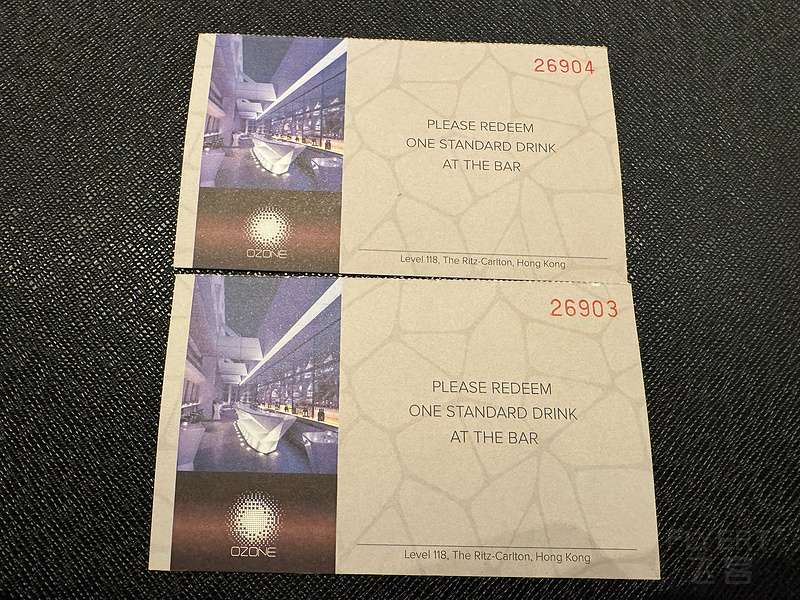 26904
PLEASE REDEEM
ONE STANDARD DRINK
AT THE BAR
OZONE
Level 118, The Ritz-Carlton, Hong Kong
26903
PLEASE REDEEM
ONE STANDARD DRINK
AT THE BAR
OZONE
Level 118, The Ritz-Carlton, Hong Kong